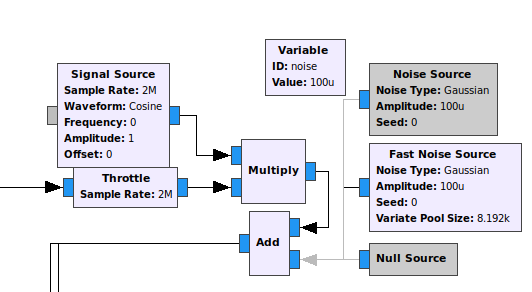 Variable
ID: noise
Value: 100u
Signal Source
Sample Rate: 2M
Waveform: Cosine
Frequency: 0
Amplitude: 1
Offset: 0
Noise Source
Noise Type: Gaussian
Amplitude: 100u
Seed: 0
Throttle
Sample Rate: 2M
Multiply
Fast Noise Source
Noise Type: Gaussian
Amplitude: 100u
Seed: 0
Variate Pool Size: 8.192k
Add
Null Source